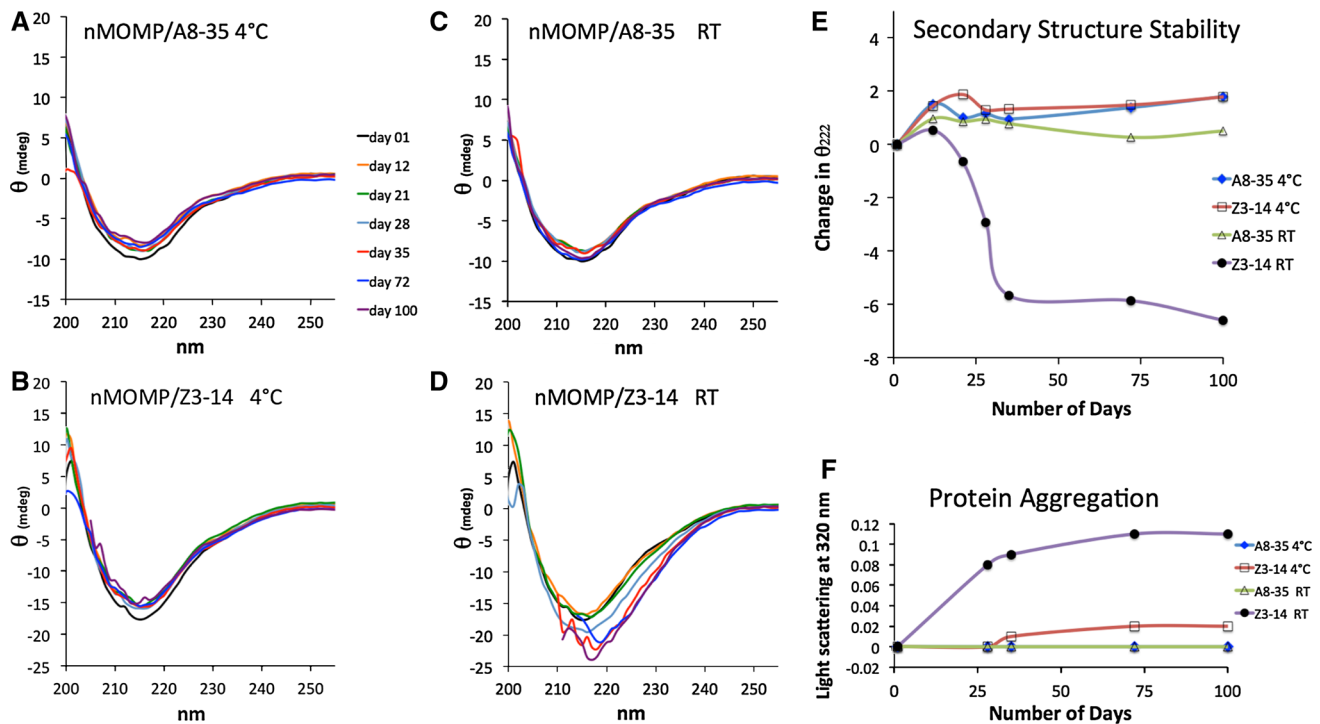 A
nMOMP/A8-35 4°C
20
15
10
5
0
-5
-10
-15
θ (mdeg)
200 210 220 230 240 250
nm
day 01
day 12
day 21
day 28
day 35
day 72
day 100
B
nMOMP/Z3-14 4°C
20
15
10
5
0
-5
-10
-15
-20
-25
θ (mdeg)
200 210 220 230 240 250
nm
C
nMOMP/A8-35 RT
20
15
10
5
0
-5
-10
-15
θ (mdeg)
200 210 220 230 240 250
nm
D
nMOMP/Z3-14 RT
20
15
10
5
0
-5
-10
-15
-20
-25
θ (mdeg)
200 210 220 230 240 250
nm
E
Secondary Structure Stability
4
2
0
-2
-4
-6
-8
Change in θ222
0 25 50 75 100
Number of Days
A8-35 4°C
Z3-14 4°C
A8-35 RT
Z3-14 RT
F
Protein Aggregation
0.12
0.1
0.08
0.06
0.04
0.02
0
-0.02
Light scattering at 320 nm
0 25 50 75 100
Number of Days
A8-35 4°C
Z3-14 4°C
A8-35 RT
Z3-14 RT